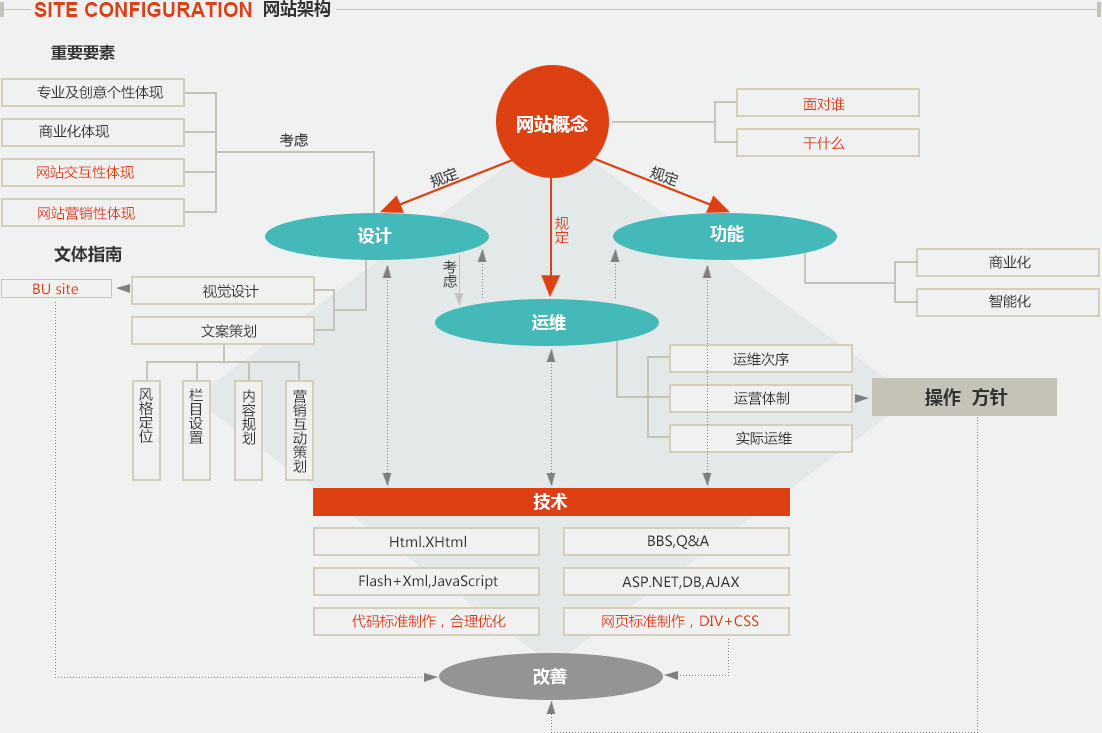 SITE CONFIGURATION 网站架构
重要要素
专业及创意个性体现
商业化体现
网站交互性体现
网站营销性体现
考虑
网站概念
面对谁
干什么
规定
规定
规定
设计
功能
考虑
运维
商业化
智能化
文体指南
BU site
视觉设计
文案策划
风格定位
栏目设置
内容规划
营销互动策划
运维次序
运营体制
实际运维
操作 方针
技术
Html.XHtml
BBS,Q&A
Flash+Xml,JavaScript
ASP.NET,DB,AJAX
代码标准制作，合理优化
网页标准制作，DIV+CSS
改善